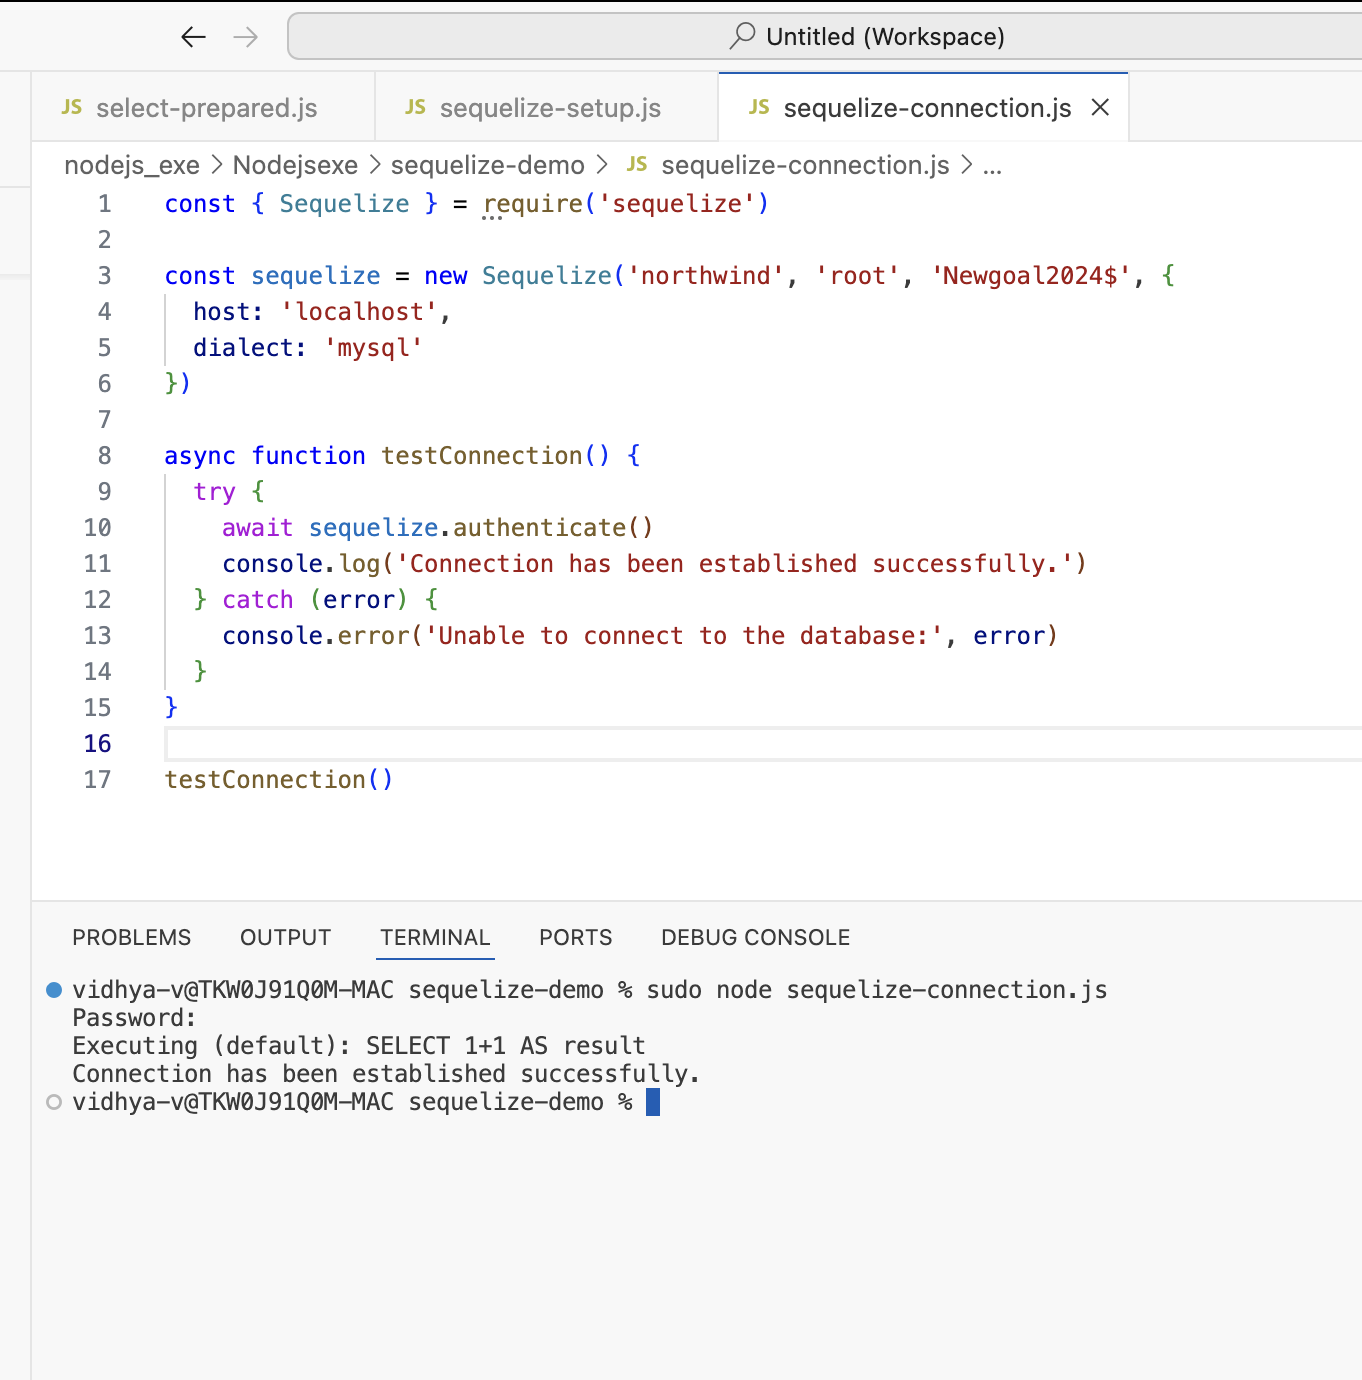 Untitled (Workspace)
JS select-prepared.js
JS sequelize-setup.js
JS sequelize-connection.js
nodejs_exe > Nodejsexe > sequelize-demo > JS sequelize-connection.js > ...
1 const { Sequelize } = require('sequelize')
2
3 const sequelize = new Sequelize('northwind', 'root', 'Newgoal2024$', {
4 host: 'localhost',
5 dialect: 'mysql'
6 })
7
8 async function testConnection() {
9 try {
10 await sequelize.authenticate()
11 console.log('Connection has been established successfully.')
12 } catch (error) {
13 console.error('Unable to connect to the database:', error)
14 }
15 }
16
17 testConnection()
PROBLEMS OUTPUT TERMINAL PORTS DEBUG CONSOLE
vidhya-v@TKW0J91Q0M-MAC sequelize-demo % sudo node sequelize-connection.js
Password:
Executing (default): SELECT 1+1 AS result
Connection has been established successfully.
vidhya-v@TKW0J91Q0M-MAC sequelize-demo %